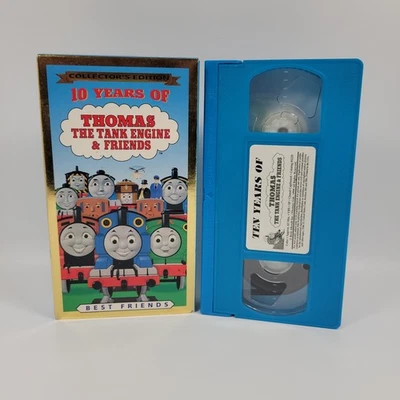 COLLECTOR'S EDITION
10 YEARS OF
THOMAS
THE TANK ENGINE
& FRIENDS
BEST FRIENDS
TEN YEARS OF
THOMAS
THE TANK ENGINE & FRIENDS